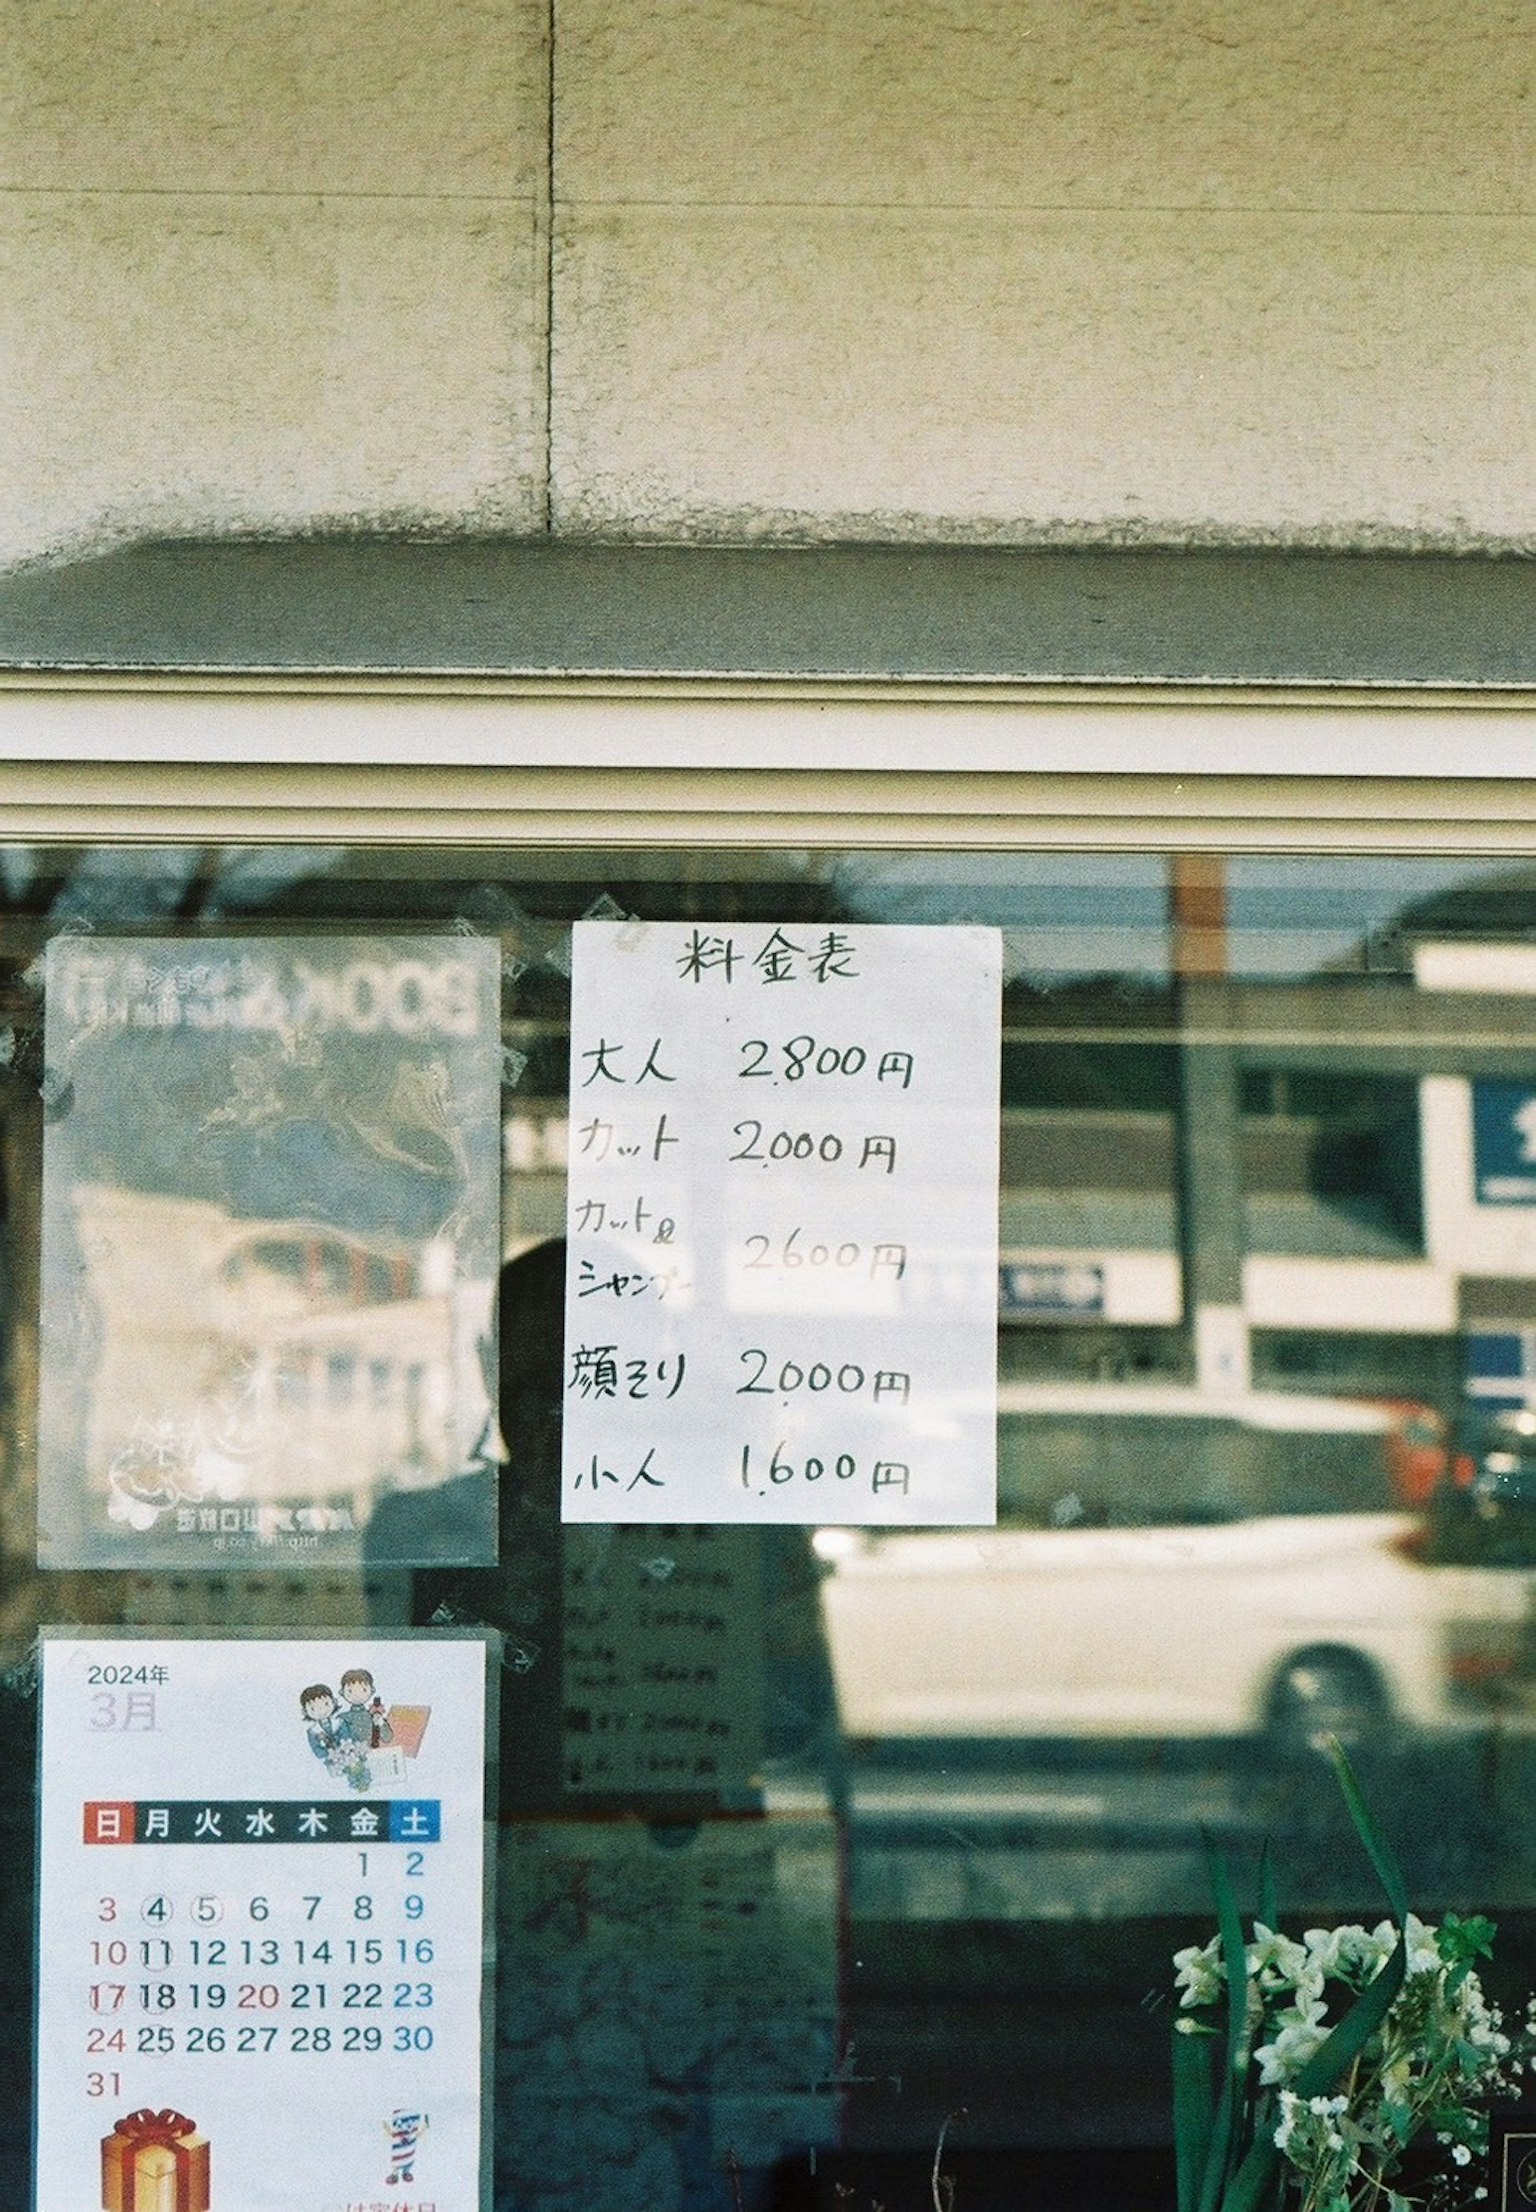 料金表
大人 2,800円
カット 2,000円
カット&
シャンプー 2,600円
顔そり 2,000円
小人 1,600円
2024年
3月
日 月 火 水 木 金 土
1 2
3 4 5 6 7 8 9
10 11 12 13 14 15 16
17 18 19 20 21 22 23
24 25 26 27 28 29 30
31
は定休日